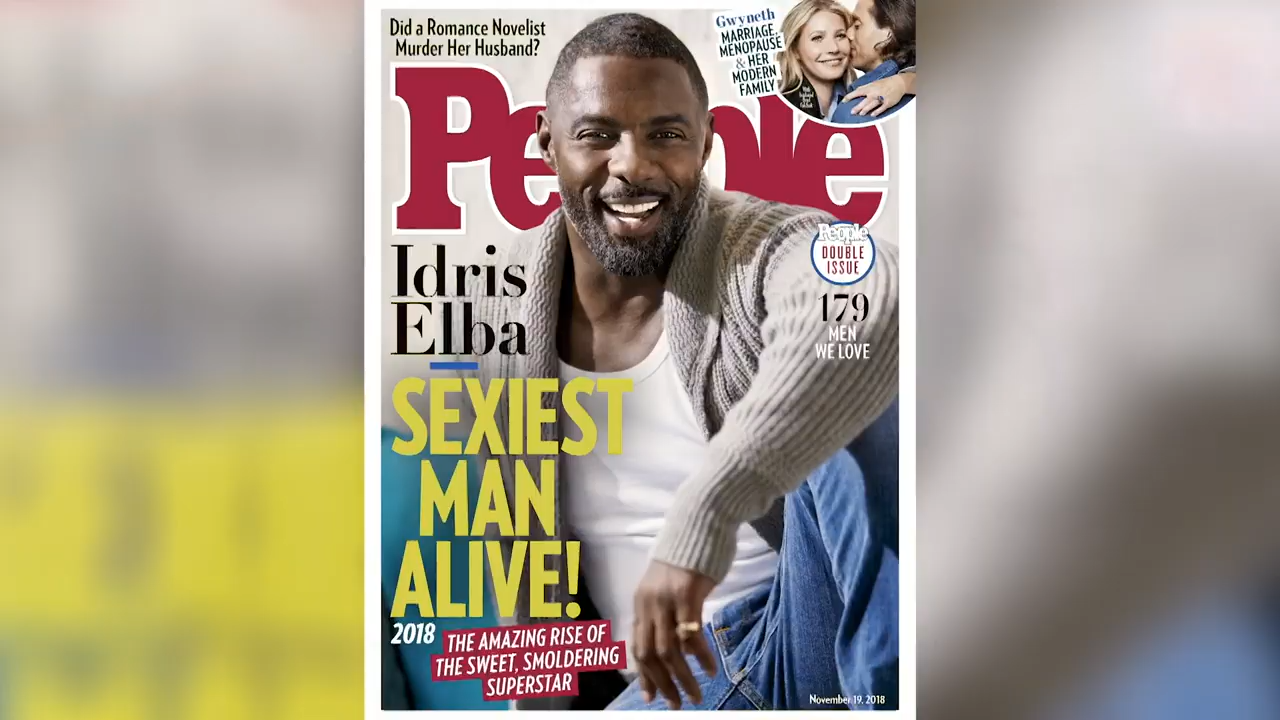 Did a Romance Novelist
Murder Her Husband?
Gwyneth
MARRIAGE,
MENOPAUSE
& HER
MODERN
FAMILY
People
Idris
Elba
People
DOUBLE
ISSUE
179
MEN
WE LOVE
SEXIEST
MAN
ALIVE!
2018
THE AMAZING RISE OF
THE SWEET, SMOLDERING
SUPERSTAR
November 19, 2018